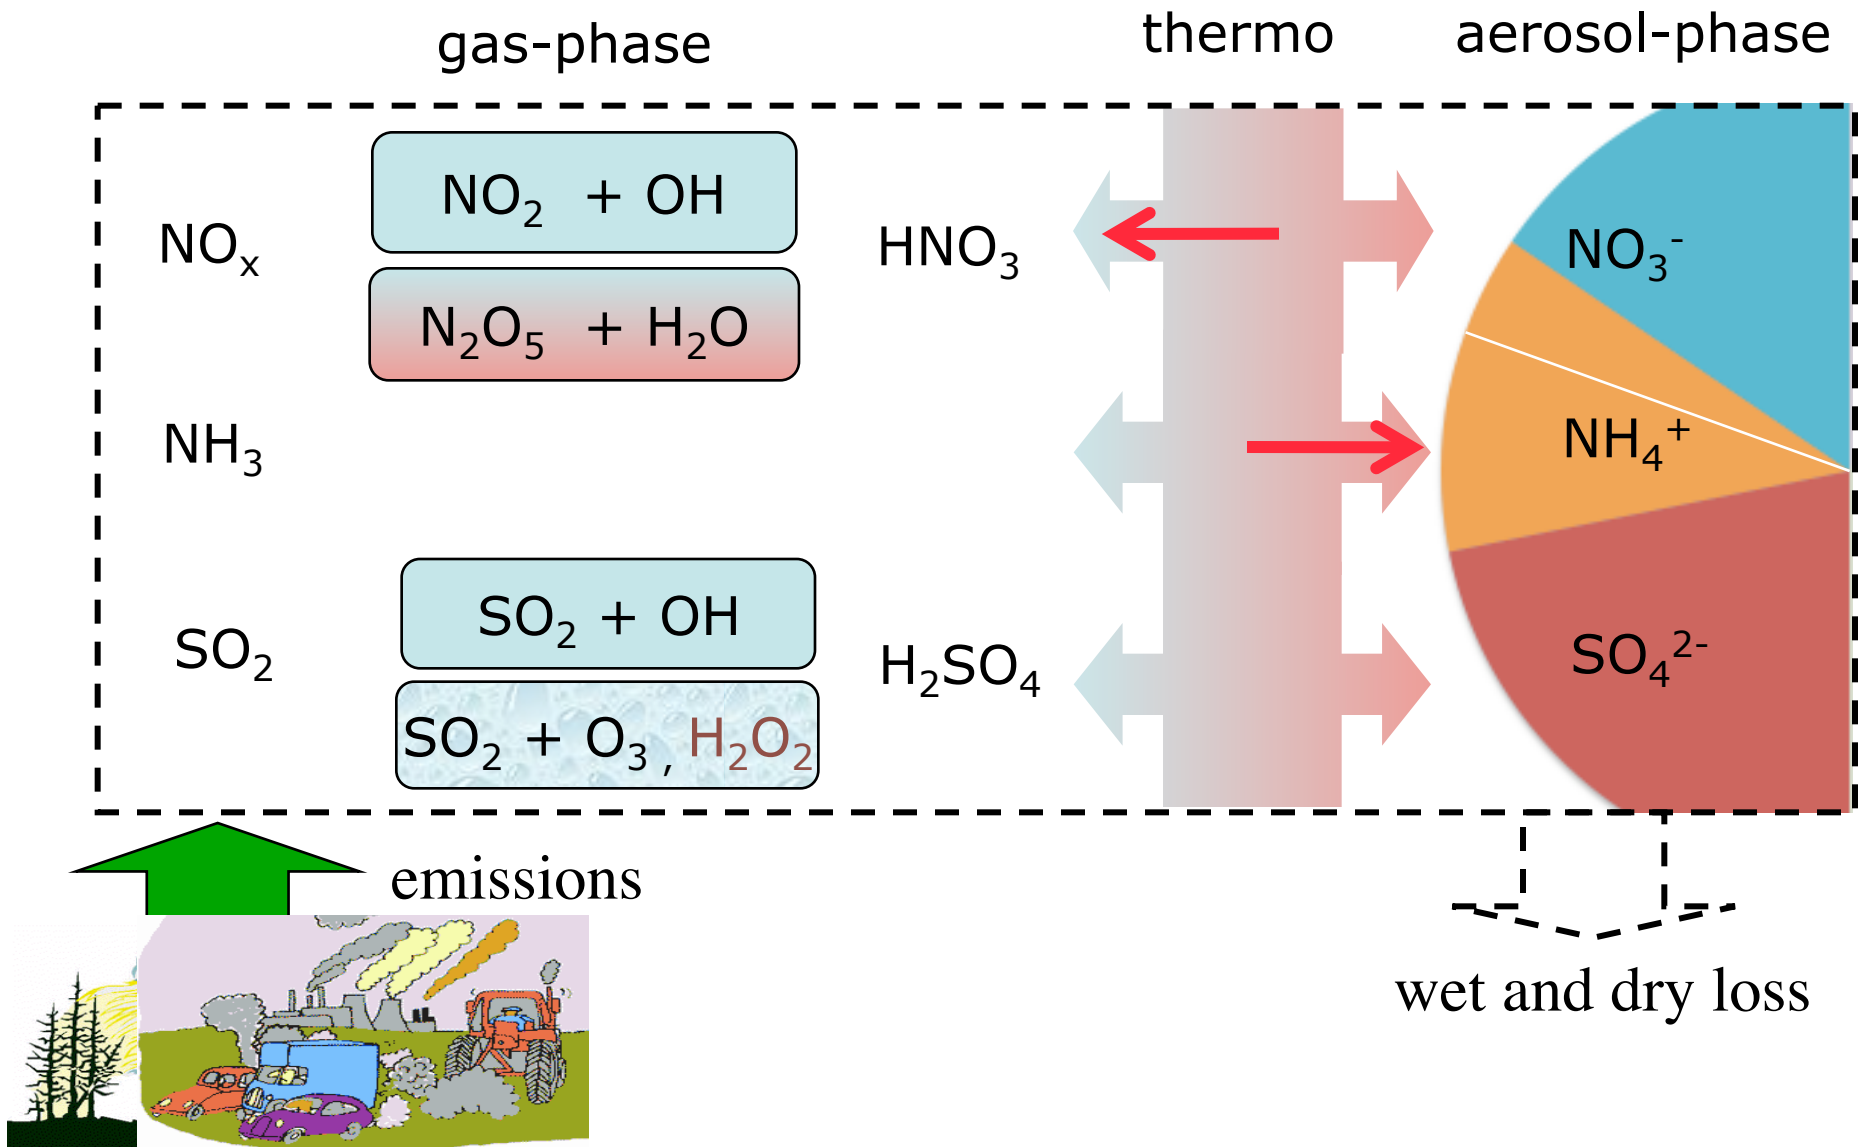 gas-phase thermo aerosol-phase
NO₂ + OH
NOₓ HNO₃ NO₃⁻
N₂O₅ + H₂O
NH₃ NH₄⁺
SO₂ + OH
SO₂ H₂SO₄ SO₄²⁻
SO₂ + O₃ , H₂O₂
emissions
wet and dry loss